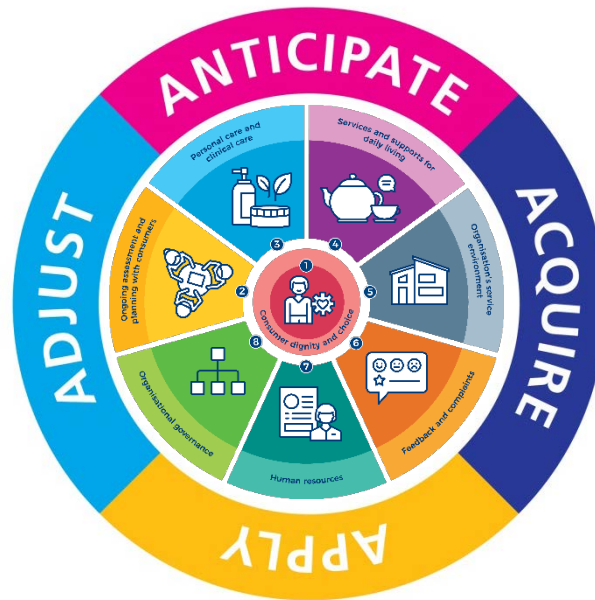 ANTICIPATE
ACQUIRE
APPLY
ADJUST
1
Consumer dignity and choice
2
Ongoing assessment and
planning with consumers
3
Personal care and
clinical care
4
Services and supports for
daily living
5
Organisation's service
environment
6
Feedback and complaints
7
Human resources
8
Organisational governance